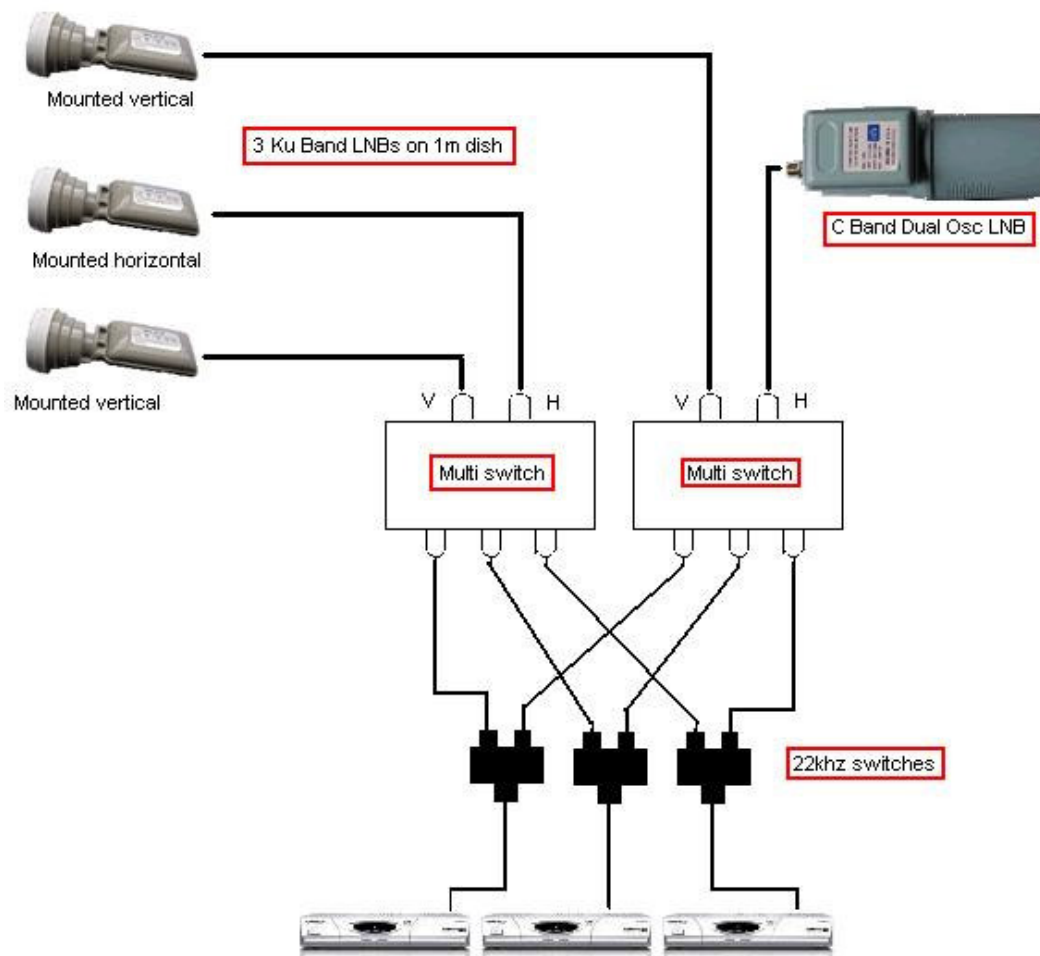 Mounted vertical
3 Ku Band LNBs on 1m dish
Mounted horizontal
C Band Dual Osc LNB
Mounted vertical
V
H
V
H
Multi switch
Multi switch
22khz switches